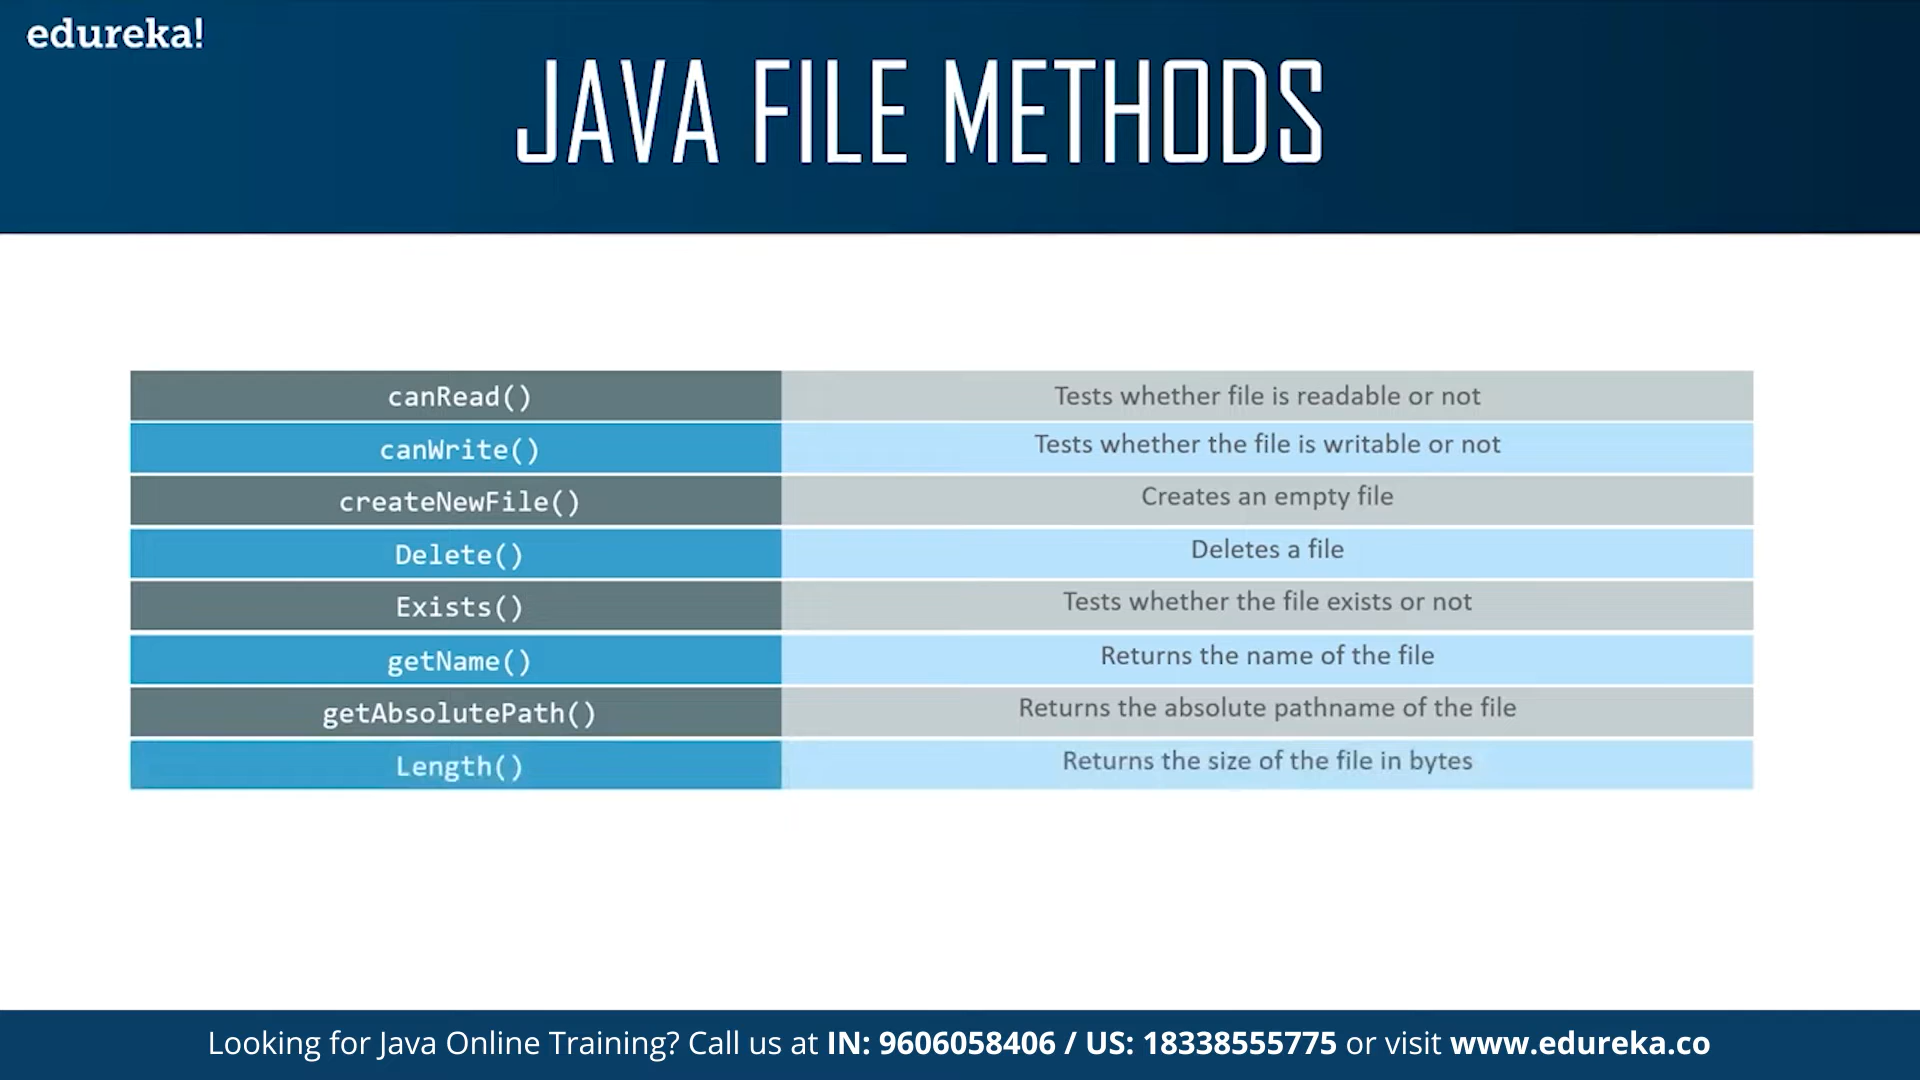 edureka!
JAVA FILE METHODS
canRead() Tests whether file is readable or not
canWrite() Tests whether the file is writable or not
createNewFile() Creates an empty file
Delete() Deletes a file
Exists() Tests whether the file exists or not
getName() Returns the name of the file
getAbsolutePath() Returns the absolute pathname of the file
Length() Returns the size of the file in bytes
Looking for Java Online Training? Call us at IN: 9606058406 / US: 18338555775 or visit www.edureka.co